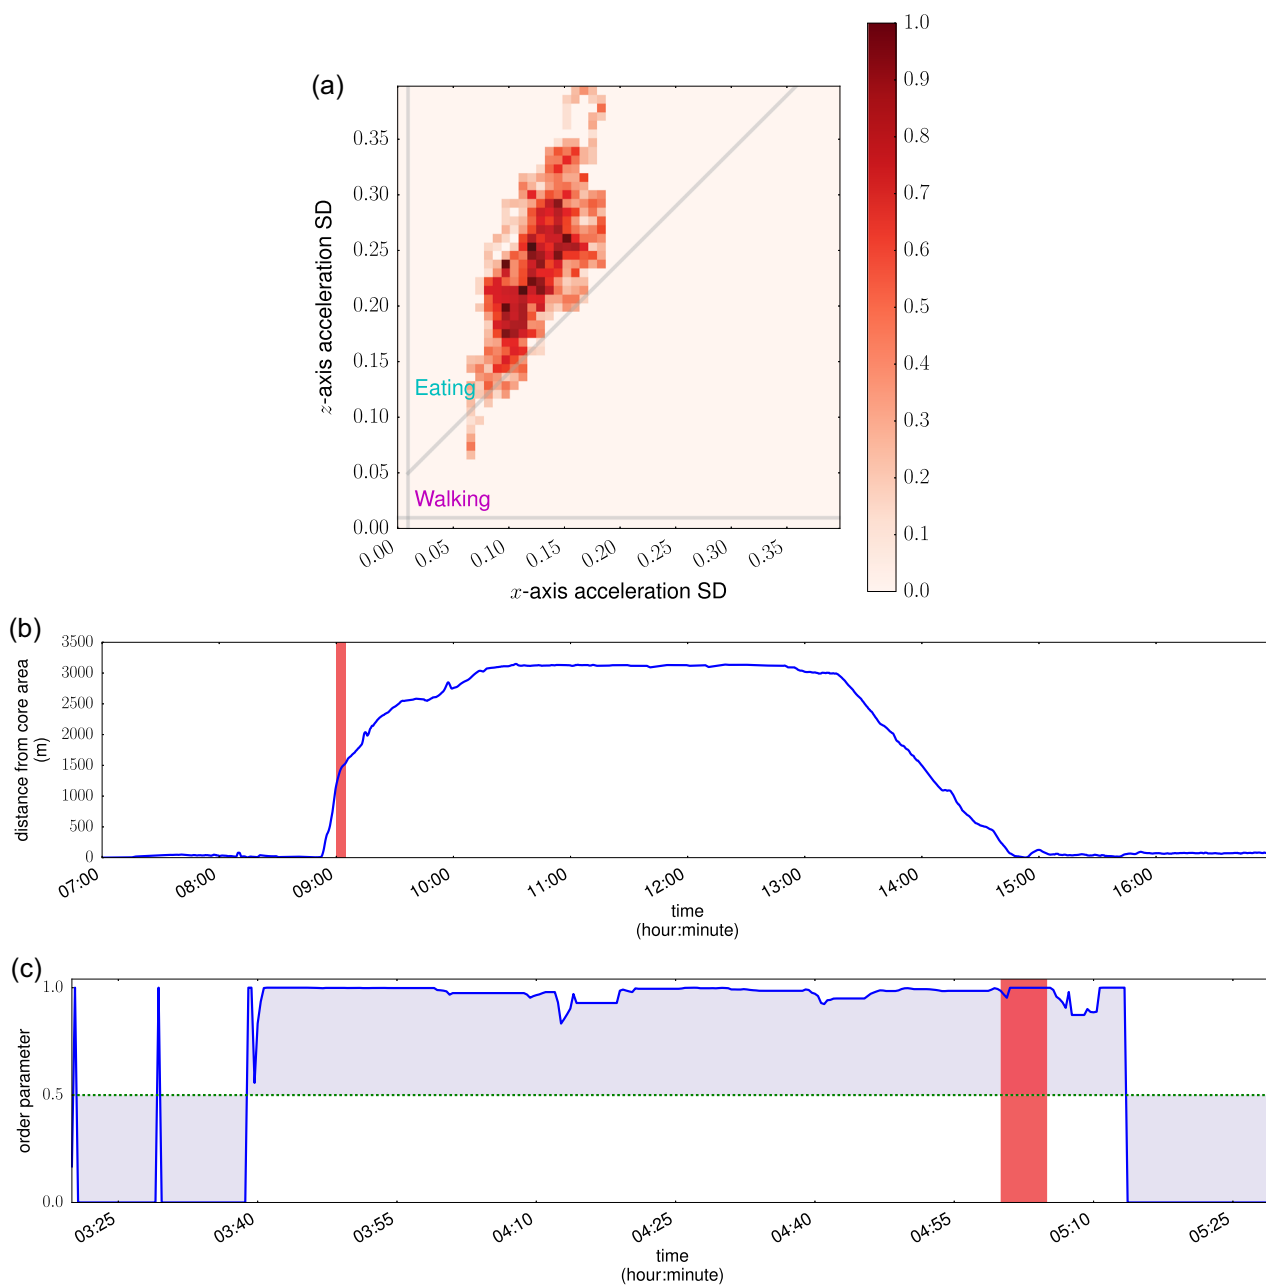 (a)
1.0
0.9
0.8
0.7
0.6
0.5
0.4
0.3
0.2
0.1
0.0
z-axis acceleration SD
0.35
0.30
0.25
0.20
0.15
0.10
0.05
0.00
Eating
Walking
0.00 0.05 0.10 0.15 0.20 0.25 0.30 0.35
x-axis acceleration SD
(b)
distance from core area
(m)
3500
3000
2500
2000
1500
1000
500
0
07:00 08:00 09:00 10:00 11:00 12:00 13:00 14:00 15:00 16:00
time
(hour:minute)
(c)
order parameter
1.0
0.5
0.0
03:25 03:40 03:55 04:10 04:25 04:40 04:55 05:10 05:25
time
(hour:minute)